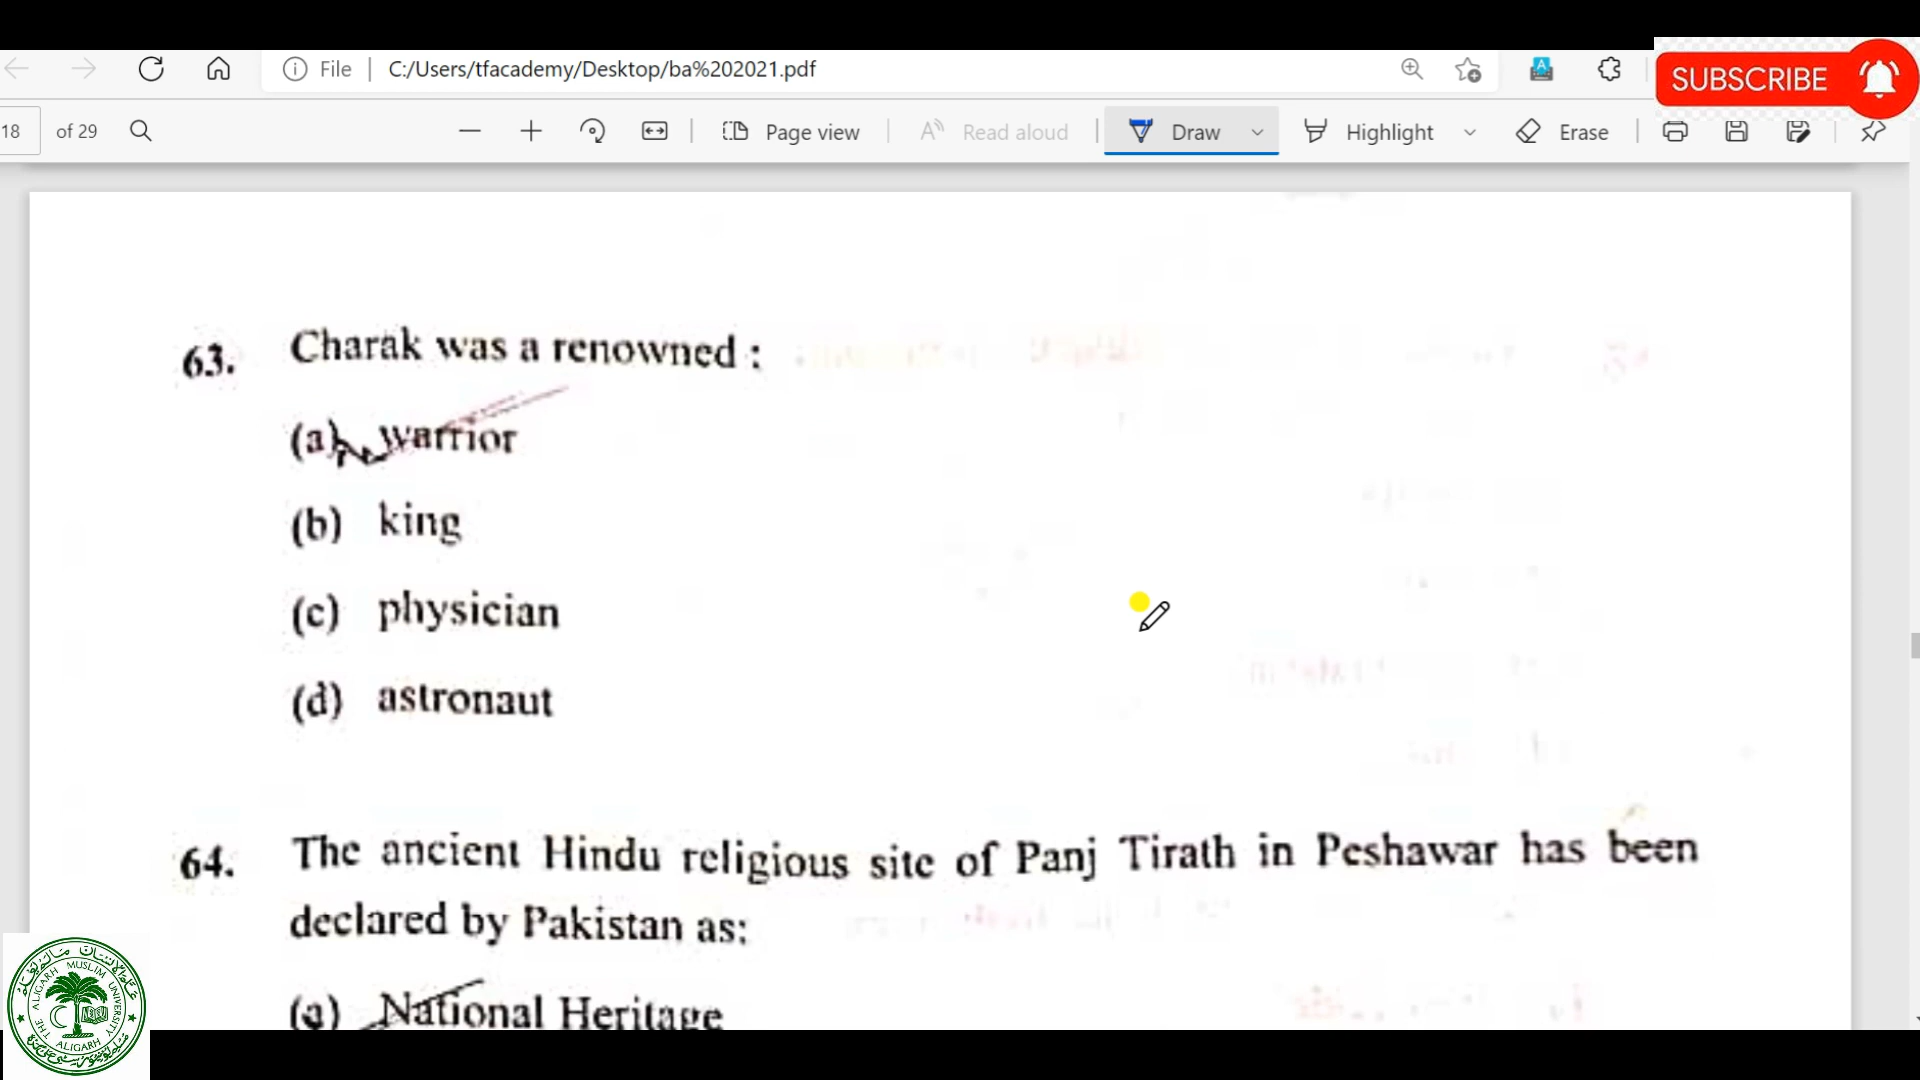 File
C:/Users/tfacademy/Desktop/ba%202021.pdf
SUBSCRIBE
18 of 29
Page view
Read aloud
Draw
Highlight
Erase
63. Charak was a renowned :
(a) warrior
(b) king
(c) physician
(d) astronaut
64. The ancient Hindu religious site of Panj Tirath in Peshawar has been
declared by Pakistan as:
(a) National Heritage
THE ALIGARH MUSLIM UNIVERSITY
ALIGARH